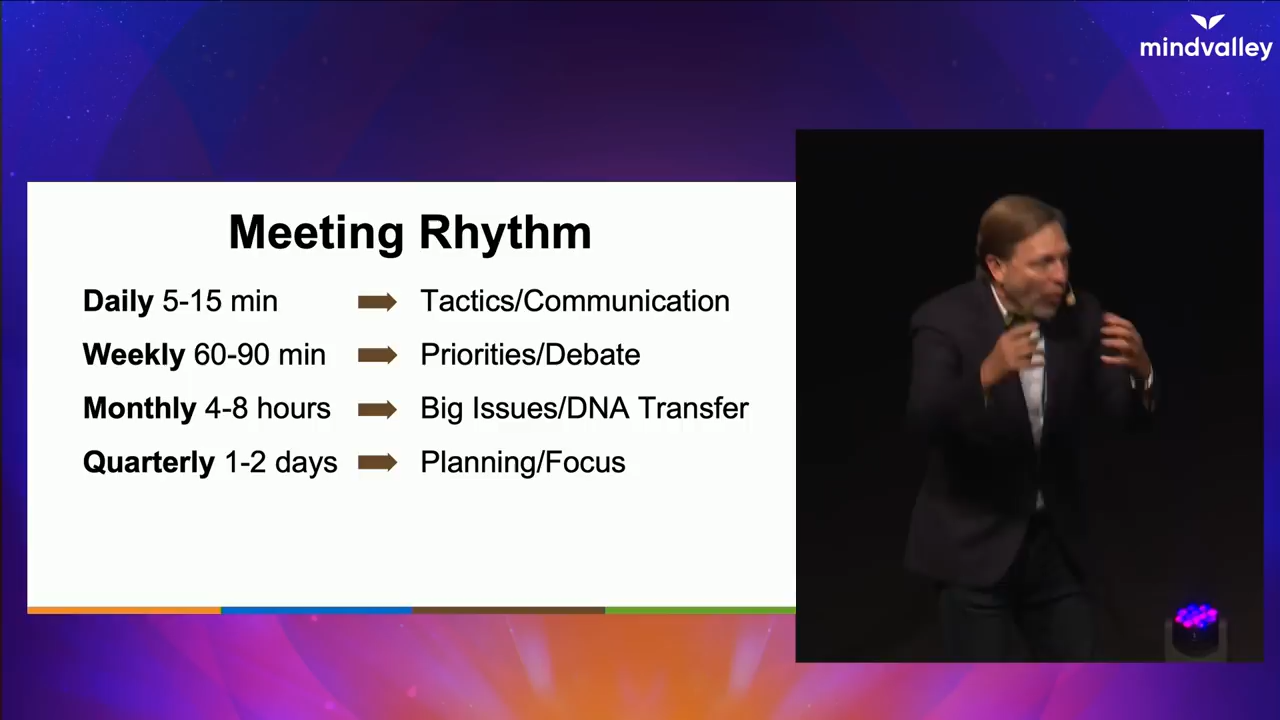 mindvalley
Meeting Rhythm
Daily 5-15 min Tactics/Communication
Weekly 60-90 min Priorities/Debate
Monthly 4-8 hours Big Issues/DNA Transfer
Quarterly 1-2 days Planning/Focus